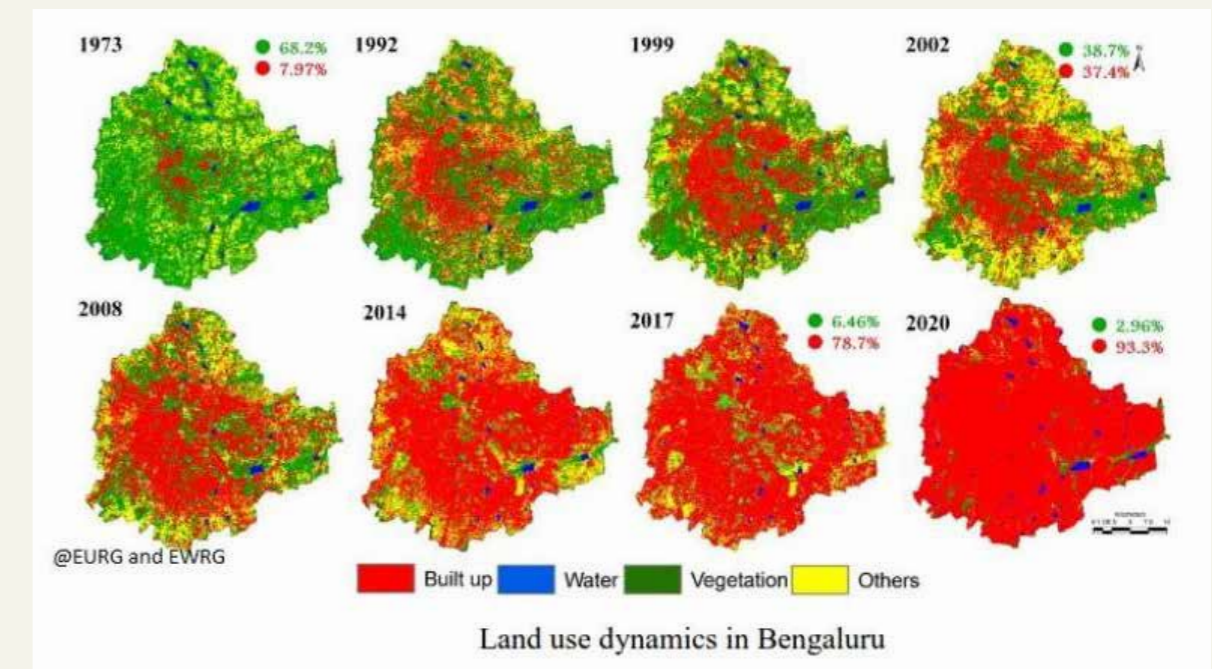 1973
68.2%
7.97%
1992
1999
2002
38.7%
37.4%
2008
2014
2017
6.46%
78.7%
2020
2.96%
93.3%
@EURG and EWRG
Built up
Water
Vegetation
Others
Land use dynamics in Bengaluru